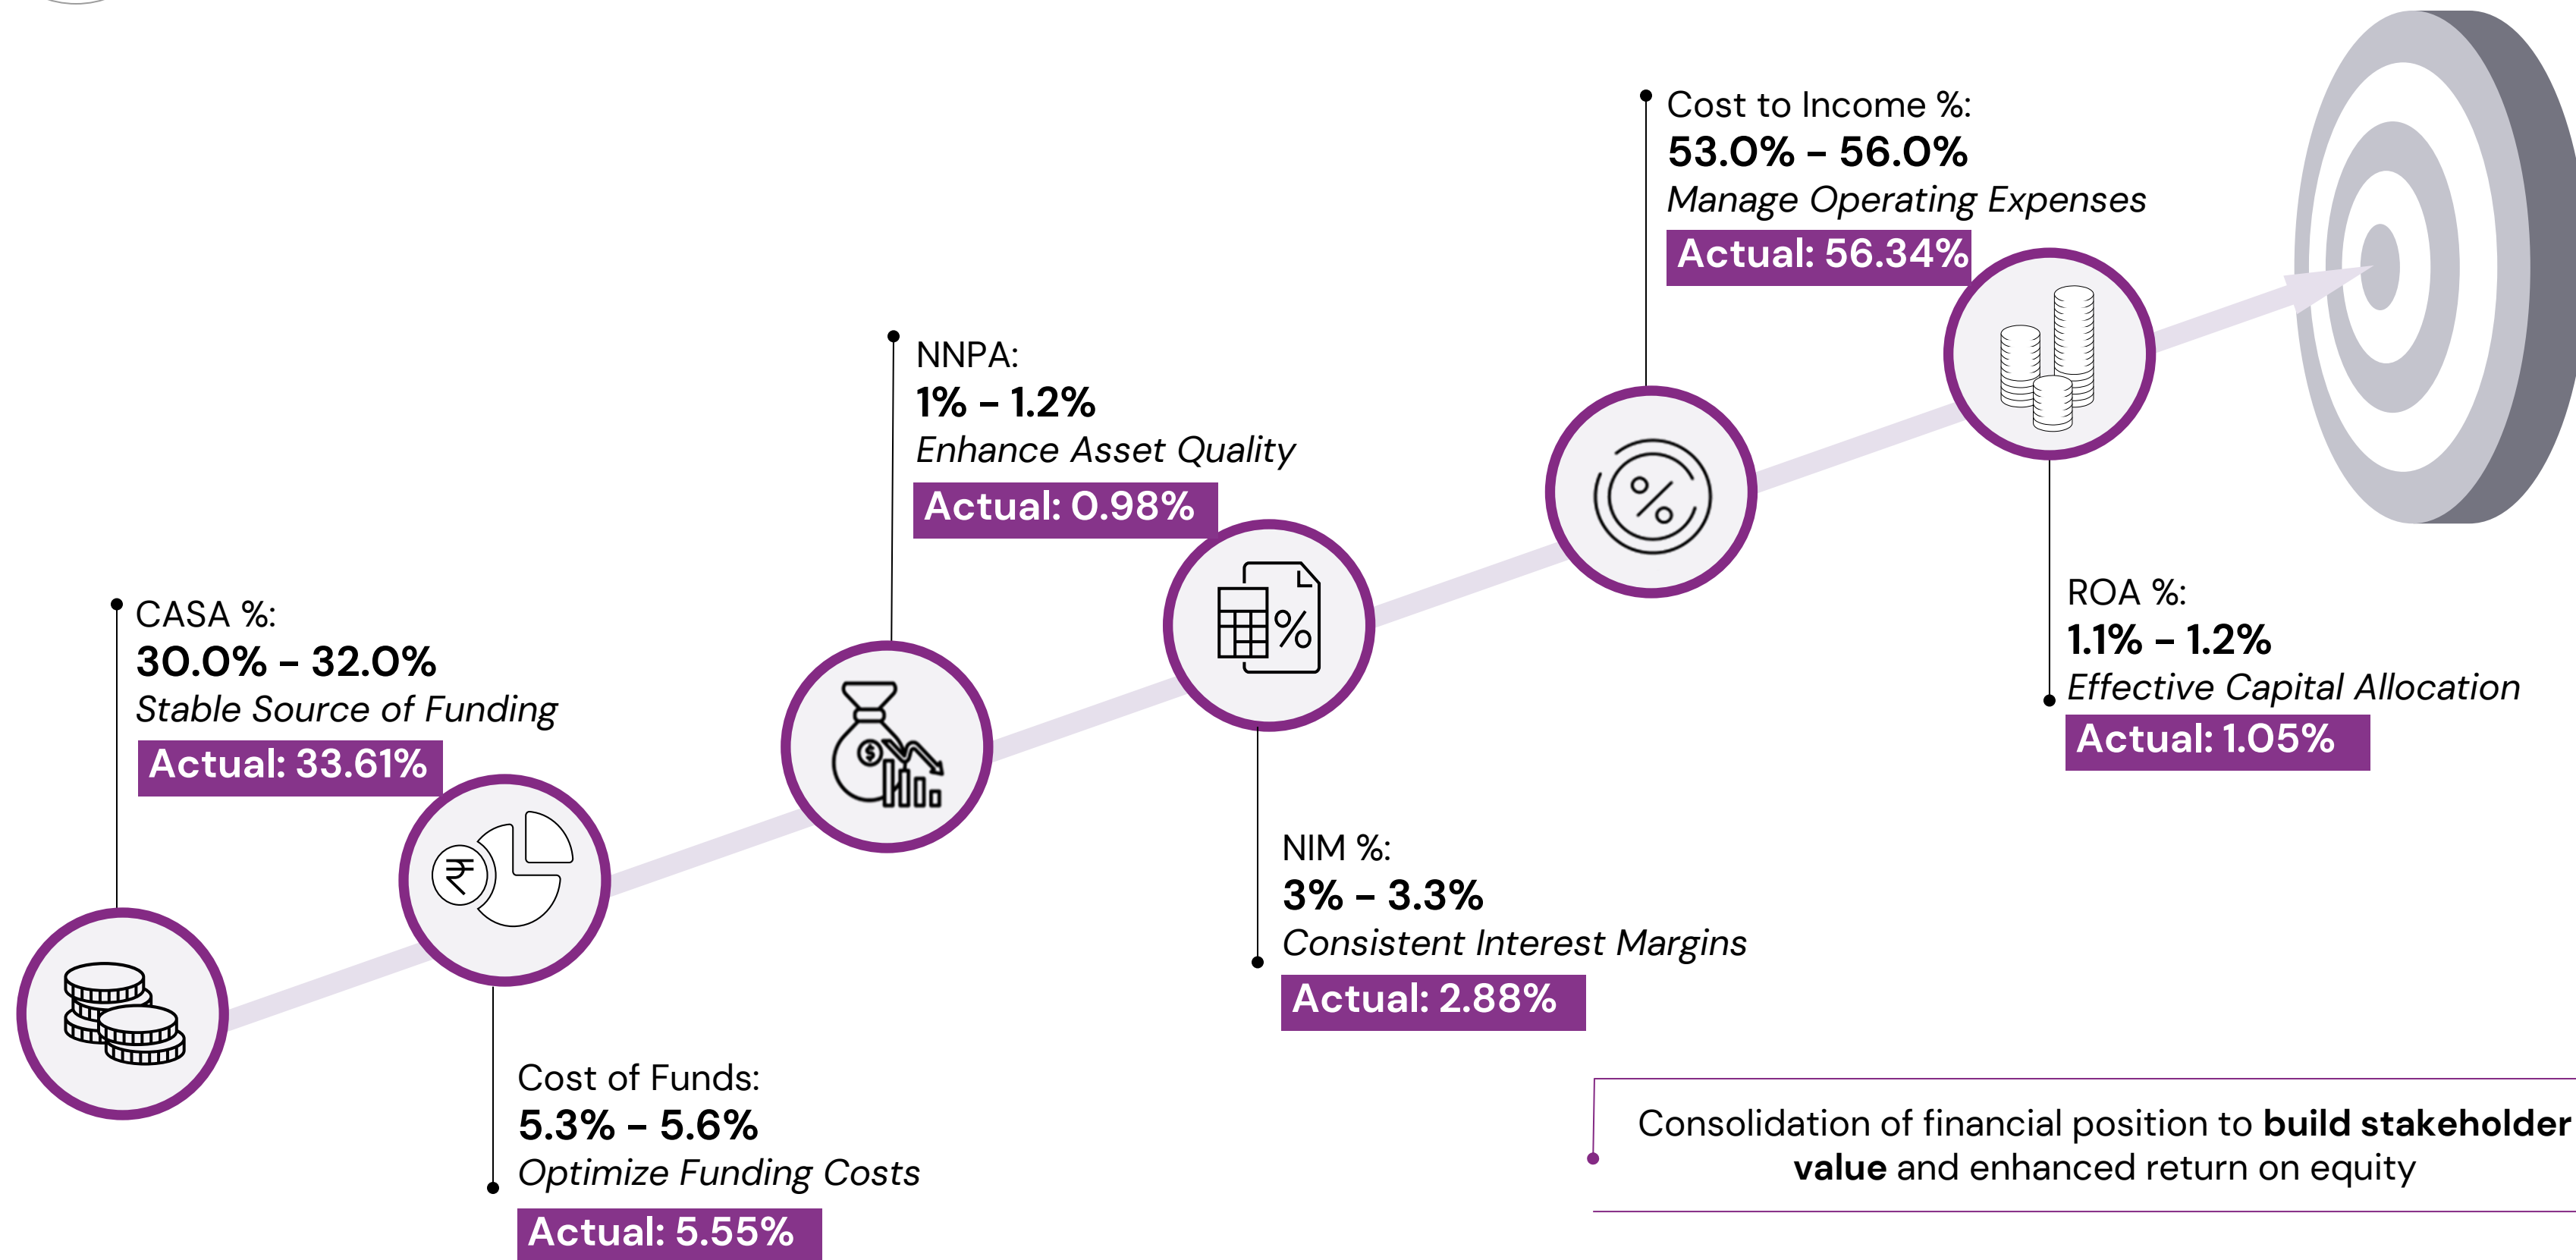 CASA %:
30.0% – 32.0%
Stable Source of Funding
Actual: 33.61%
₹
Cost of Funds:
5.3% – 5.6%
Optimize Funding Costs
Actual: 5.55%
NNPA:
1% – 1.2%
Enhance Asset Quality
Actual: 0.98%
$
%
NIM %:
3% – 3.3%
Consistent Interest Margins
Actual: 2.88%
Cost to Income %:
53.0% – 56.0%
Manage Operating Expenses
Actual: 56.34%
%
ROA %:
1.1% – 1.2%
Effective Capital Allocation
Actual: 1.05%
Consolidation of financial position to build stakeholder
value and enhanced return on equity